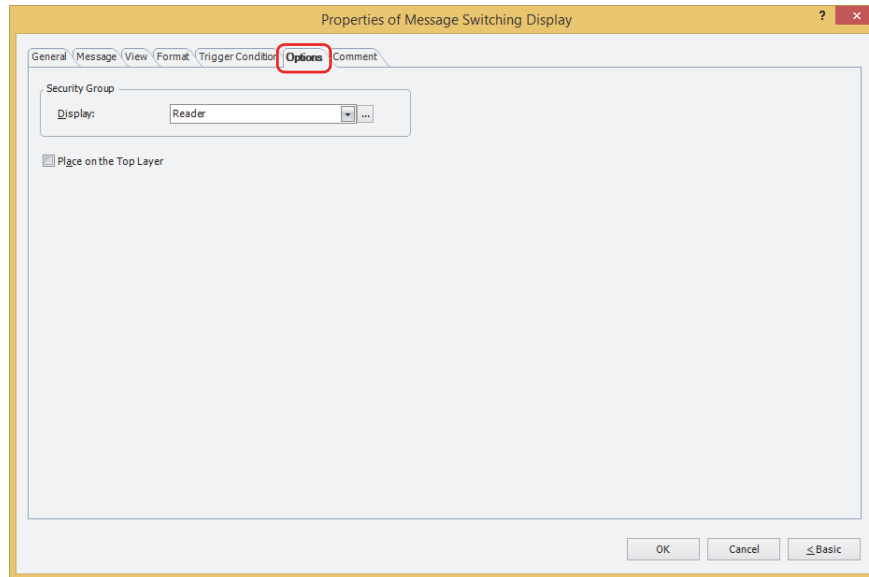 Properties of Message Switching Display ? ×
General Message View Format Trigger Condition Options Comment
Security Group
Display: Reader ...
Place on the Top Layer
OK Cancel <Basic